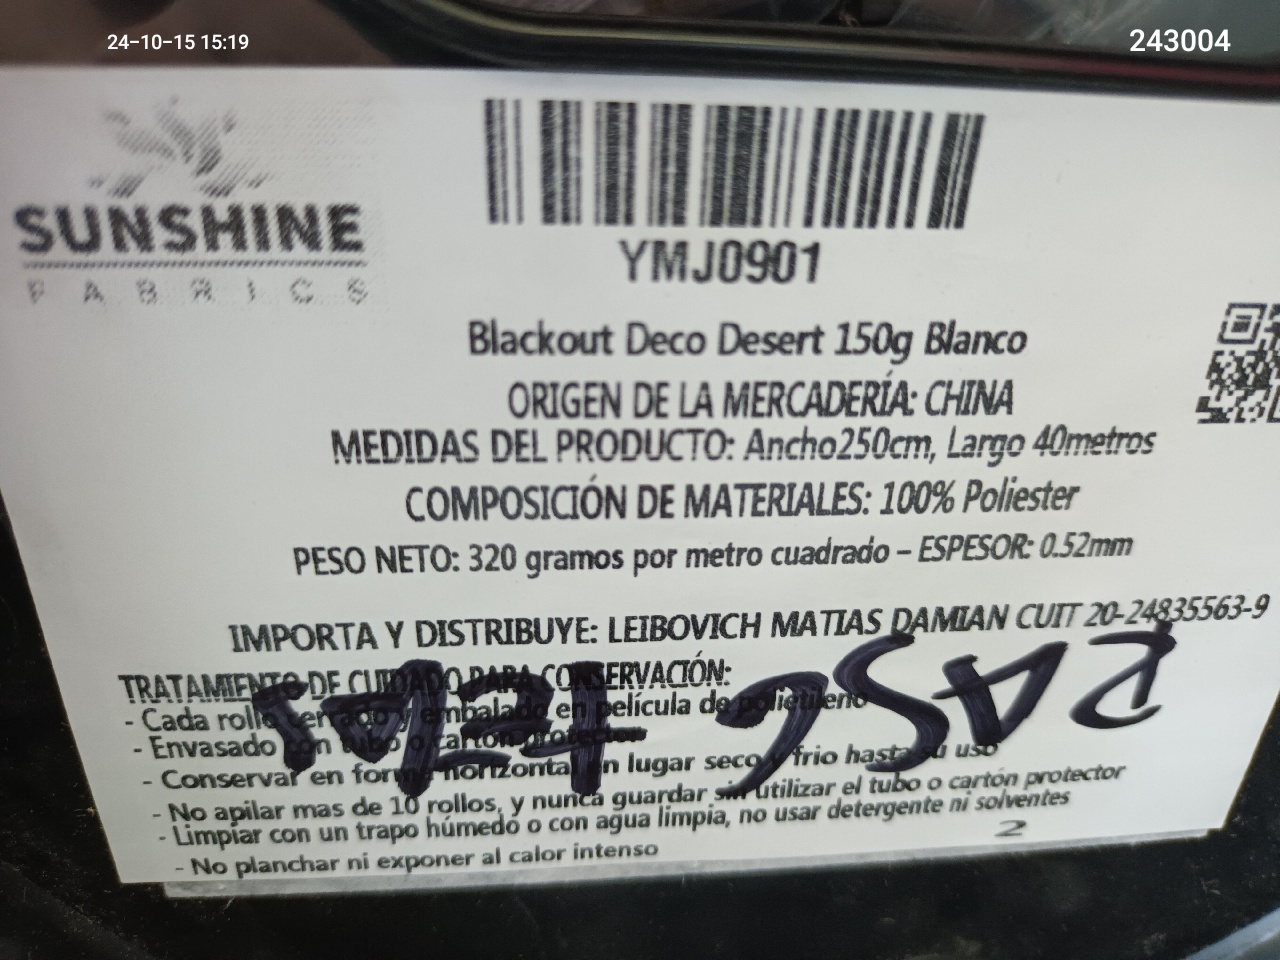 24-10-15 15:19
243004
SUNSHINE
FABRICS
YMJ0901
Blackout Deco Desert 150g Blanco
ORIGEN DE LA MERCADERÍA: CHINA
MEDIDAS DEL PRODUCTO: Ancho250cm, Largo 40metros
COMPOSICIÓN DE MATERIALES: 100% Poliester
PESO NETO: 320 gramos por metro cuadrado – ESPESOR: 0.52mm
IMPORTA Y DISTRIBUYE: LEIBOVICH MATIAS DAMIAN CUIT 20-24835563-9
TRATAMIENTO DE CUIDADO PARA CONSERVACIÓN:
- Cada rollo cerrado y embalado en película de polietileno
- Envasado con tubo o cartón protector
- Conservar en forma horizontal en lugar seco y frio hasta su uso
- No apilar mas de 10 rollos, y nunca guardar sin utilizar el tubo o cartón protector
- Limpiar con un trapo húmedo o con agua limpia, no usar detergente ni solventes
- No planchar ni exponer al calor intenso
2